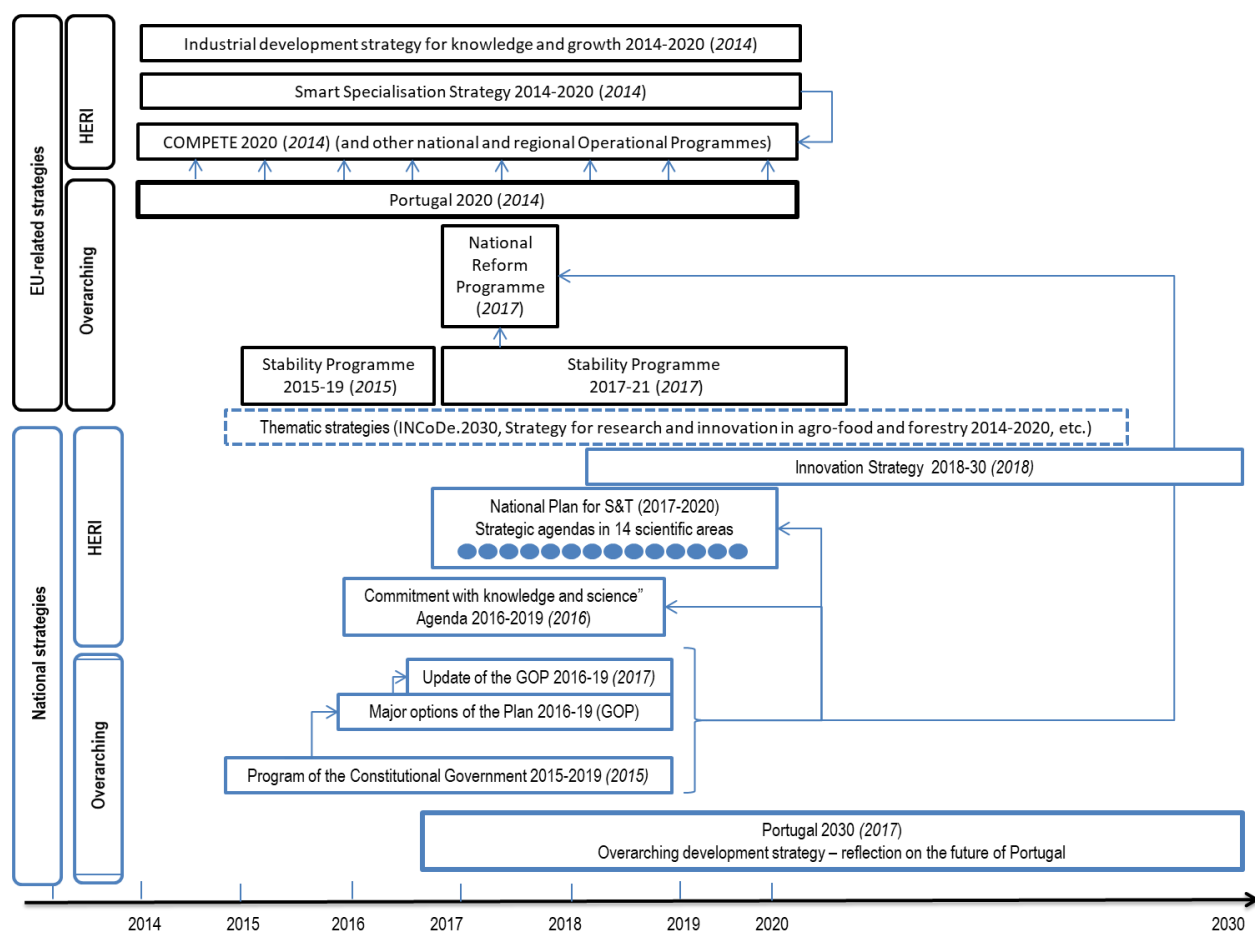 EU-related strategies
HERI
Industrial development strategy for knowledge and growth 2014-2020 (2014)
Smart Specialisation Strategy 2014-2020 (2014)
COMPETE 2020 (2014) (and other national and regional Operational Programmes)
Overarching
Portugal 2020 (2014)
National
Reform
Programme
(2017)
Stability Programme
2015-19 (2015)
Stability Programme
2017-21 (2017)
National strategies
HERI
Thematic strategies (INCoDe.2030, Strategy for research and innovation in agro-food and forestry 2014-2020, etc.)
Innovation Strategy 2018-30 (2018)
National Plan for S&T (2017-2020)
Strategic agendas in 14 scientific areas
Commitment with knowledge and science”
Agenda 2016-2019 (2016)
Overarching
Update of the GOP 2016-19 (2017)
Major options of the Plan 2016-19 (GOP)
Program of the Constitutional Government 2015-2019 (2015)
Portugal 2030 (2017)
Overarching development strategy – reflection on the future of Portugal
2014 2015 2016 2017 2018 2019 2020 2030